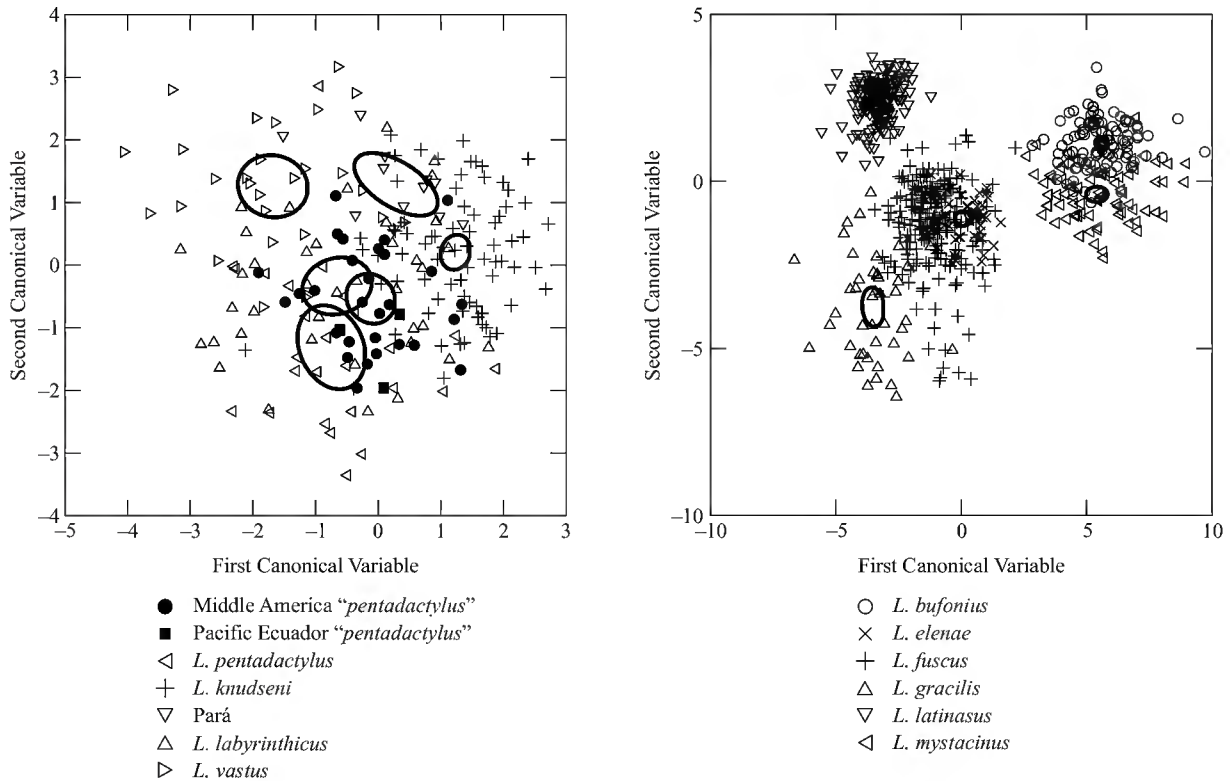 4
3
2
1
0
−1
−2
−3
−4
Second Canonical Variable
−5 −4 −3 −2 −1 0 1 2 3
First Canonical Variable
Middle America “pentadactylus”
Pacific Ecuador “pentadactylus”
L. pentadactylus
L. knudseni
Pará
L. labyrinthicus
L. vastus
5
0
−5
−10
Second Canonical Variable
−10 −5 0 5 10
First Canonical Variable
L. bufonius
L. elenae
L. fuscus
L. gracilis
L. latinasus
L. mystacinus